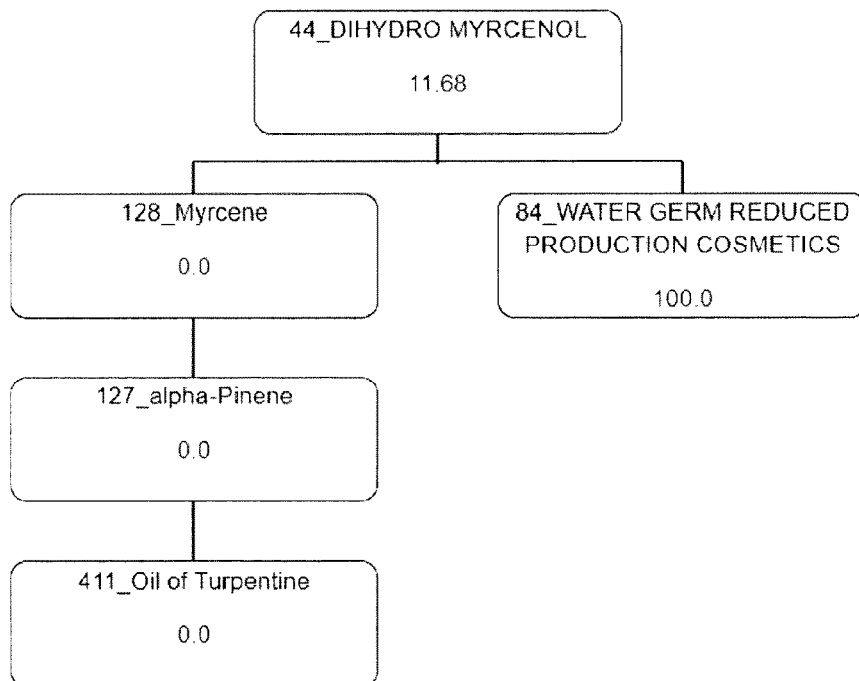 44_DIHYDRO MYRCENOL
11.68
128_Myrcene
0.0
84_WATER GERM REDUCED
PRODUCTION COSMETICS
100.0
127_alpha-Pinene
0.0
411_Oil of Turpentine
0.0